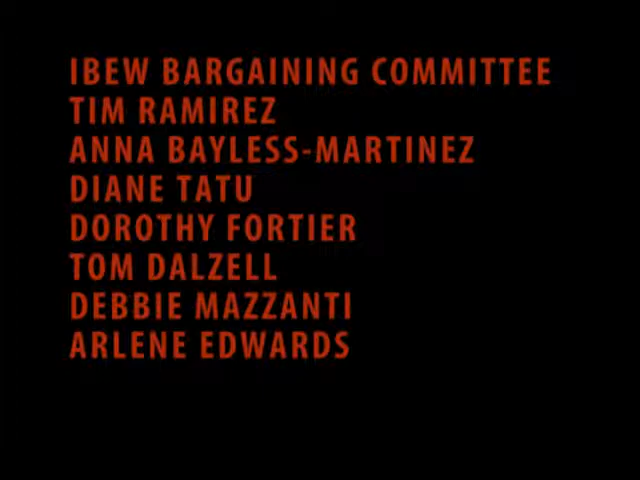 IBEW BARGAINING COMMITTEE
TIM RAMIREZ
ANNA BAYLESS-MARTINEZ
DIANE TATU
DOROTHY FORTIER
TOM DALZELL
DEBBIE MAZZANTI
ARLENE EDWARDS